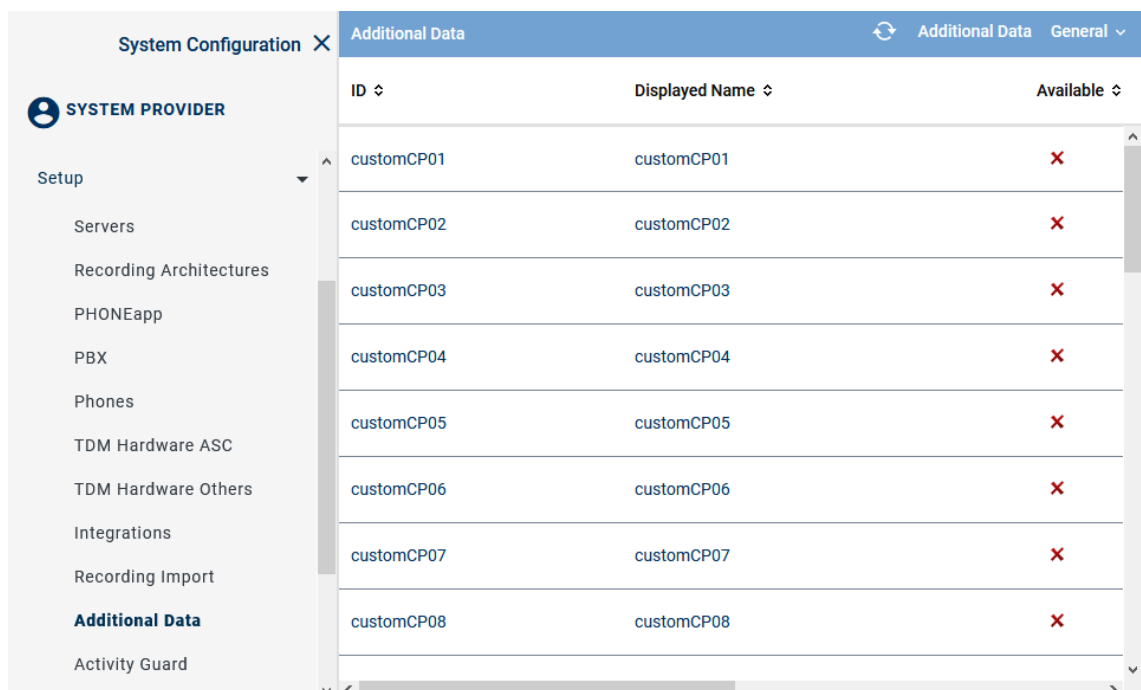 System Configuration
SYSTEM PROVIDER
Setup
Servers
Recording Architectures
PHONEapp
PBX
Phones
TDM Hardware ASC
TDM Hardware Others
Integrations
Recording Import
Additional Data
Activity Guard
Additional Data Additional Data General
ID Displayed Name Available
customCP01 customCP01
customCP02 customCP02
customCP03 customCP03
customCP04 customCP04
customCP05 customCP05
customCP06 customCP06
customCP07 customCP07
customCP08 customCP08